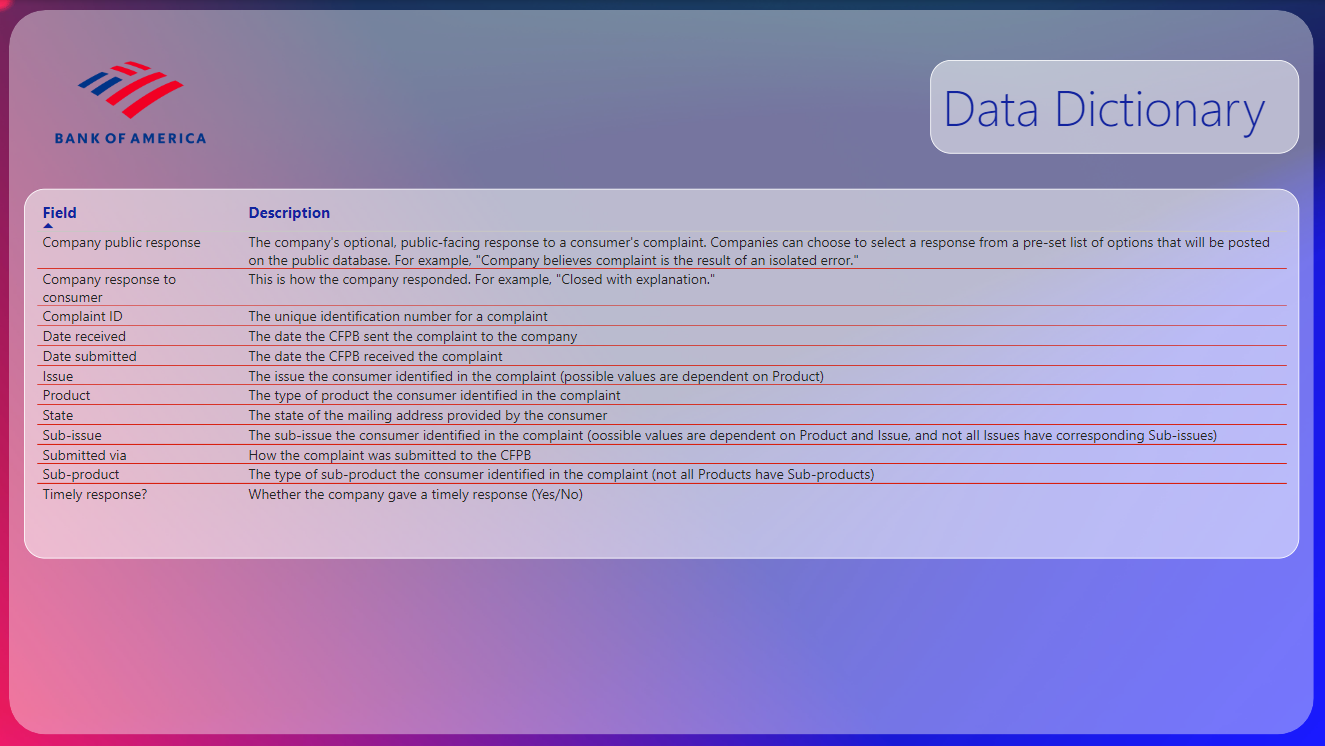 BANK OF AMERICA
Data Dictionary
Field Description
Company public response The company's optional, public-facing response to a consumer's complaint. Companies can choose to select a response from a pre-set list of options that will be posted
on the public database. For example, "Company believes complaint is the result of an isolated error."
Company response to This is how the company responded. For example, "Closed with explanation."
consumer
Complaint ID The unique identification number for a complaint
Date received The date the CFPB sent the complaint to the company
Date submitted The date the CFPB received the complaint
Issue The issue the consumer identified in the complaint (possible values are dependent on Product)
Product The type of product the consumer identified in the complaint
State The state of the mailing address provided by the consumer
Sub-issue The sub-issue the consumer identified in the complaint (oossible values are dependent on Product and Issue, and not all Issues have corresponding Sub-issues)
Submitted via How the complaint was submitted to the CFPB
Sub-product The type of sub-product the consumer identified in the complaint (not all Products have Sub-products)
Timely response? Whether the company gave a timely response (Yes/No)